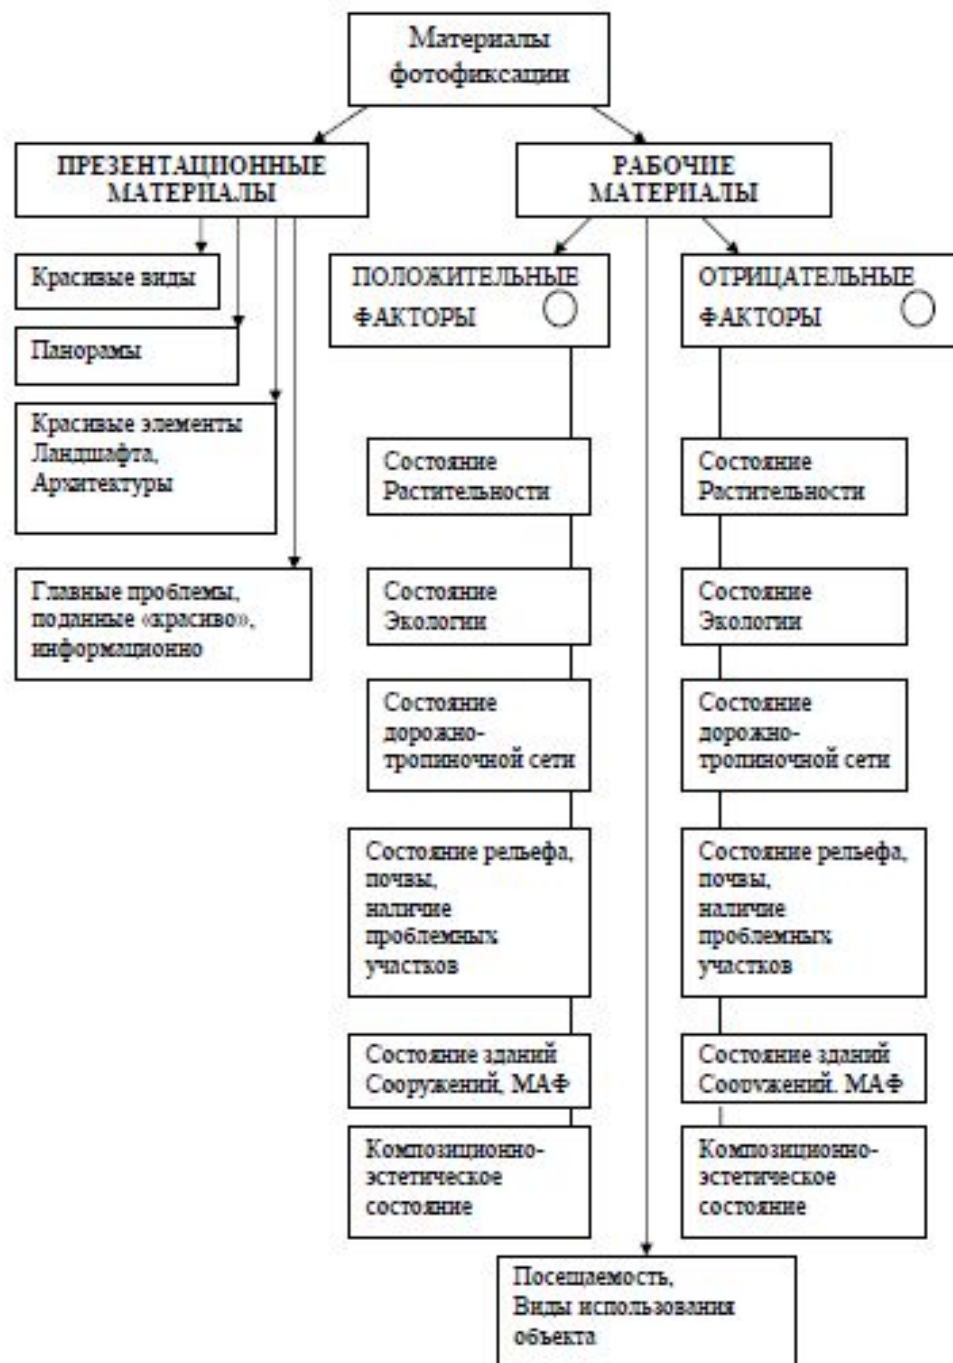 Материалы
фотофиксации
ПРЕЗЕНТАЦИОННЫЕ
МАТЕРИАЛЫ
РАБОЧИЕ
МАТЕРИАЛЫ
Красивые виды
Панорамы
Красивые элементы
Ландшафта,
Архитектуры
Главные проблемы,
поданные «красиво»,
информационно
ПОЛОЖИТЕЛЬНЫЕ
ФАКТОРЫ
Состояние
Растительности
Состояние
Экологии
Состояние
дорожно-
тропиночной сети
Состояние рельефа,
почвы,
наличие
проблемных
участков
Состояние зданий
Сооружений, МАФ
Композиционно-
эстетическое
состояние
ОТРИЦАТЕЛЬНЫЕ
ФАКТОРЫ
Состояние
Растительности
Состояние
Экологии
Состояние
дорожно-
тропиночной сети
Состояние рельефа,
почвы,
наличие
проблемных
участков
Состояние зданий
Сооружений. МАФ
Композиционно-
эстетическое
состояние
Посещаемость,
Виды использования
объекта